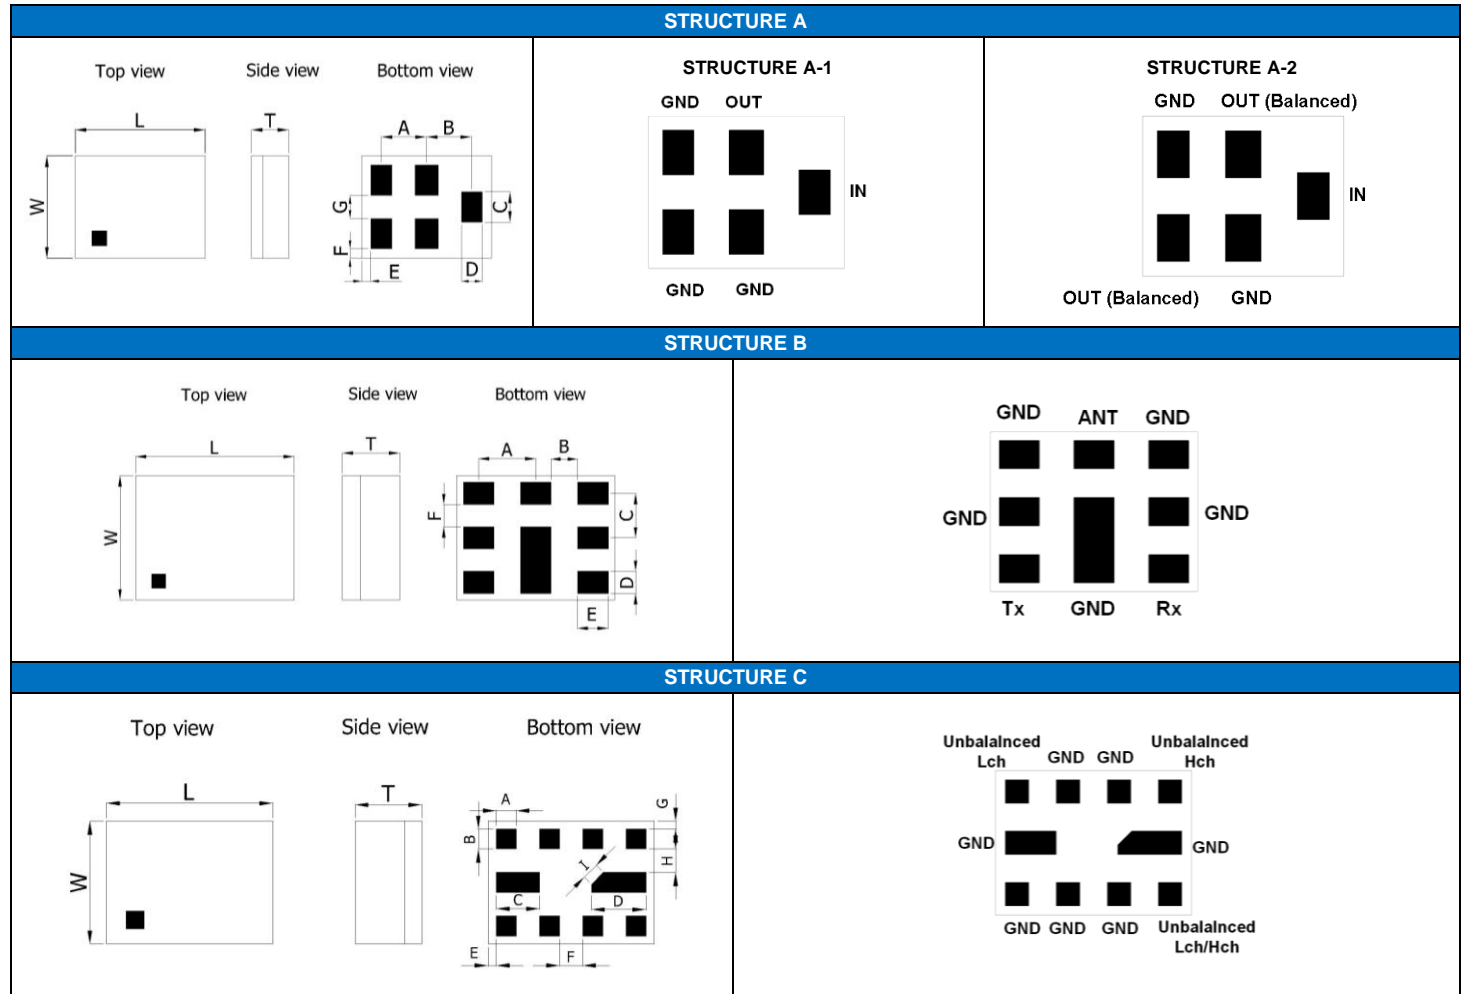 STRUCTURE A
Top view
Side view
Bottom view
L
T
W
A
B
G
C
F
E
D
STRUCTURE A-1
GND OUT
IN
GND GND
STRUCTURE A-2
GND OUT (Balanced)
IN
OUT (Balanced) GND
STRUCTURE B
Top view
Side view
Bottom view
L
T
W
A
B
F
C
D
E
GND ANT GND
GND
GND
Tx GND Rx
STRUCTURE C
Top view
Side view
Bottom view
L
T
W
A
G
B
H
I
C
D
E
F
Unbalalnced
Lch
GND GND
Unbalalnced
Hch
GND
GND
GND GND GND
Unbalalnced
Lch/Hch